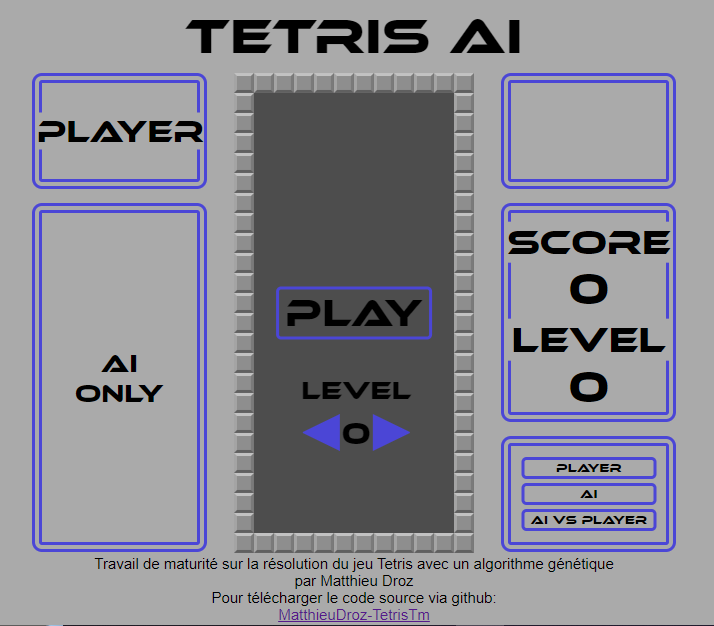 TETRIS AI
PLAYER
AI
ONLY
PLAY
LEVEL
0
SCORE
0
LEVEL
0
PLAYER
AI
AI VS PLAYER
Travail de maturité sur la résolution du jeu Tetris avec un algorithme génétique
par Matthieu Droz
Pour télécharger le code source via github:
MatthieuDroz-TetrisTm